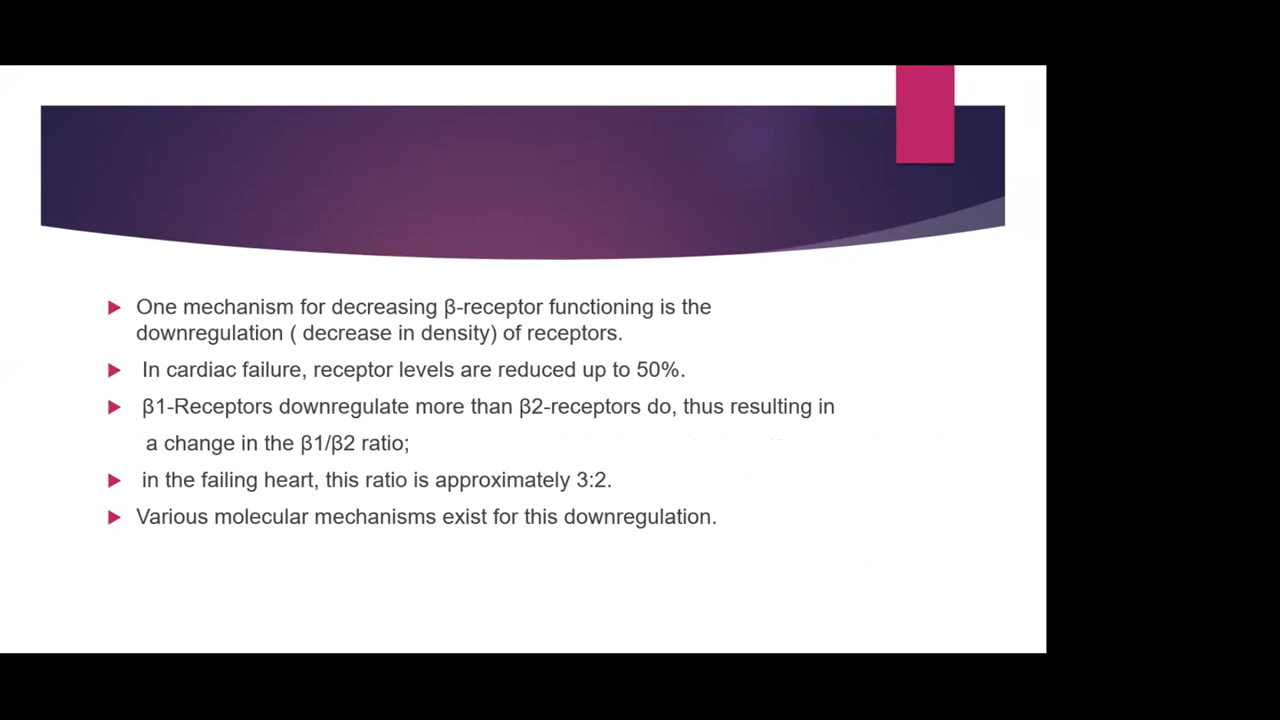 One mechanism for decreasing β-receptor functioning is the
downregulation ( decrease in density) of receptors.
In cardiac failure, receptor levels are reduced up to 50%.
β1-Receptors downregulate more than β2-receptors do, thus resulting in
a change in the β1/β2 ratio;
in the failing heart, this ratio is approximately 3:2.
Various molecular mechanisms exist for this downregulation.